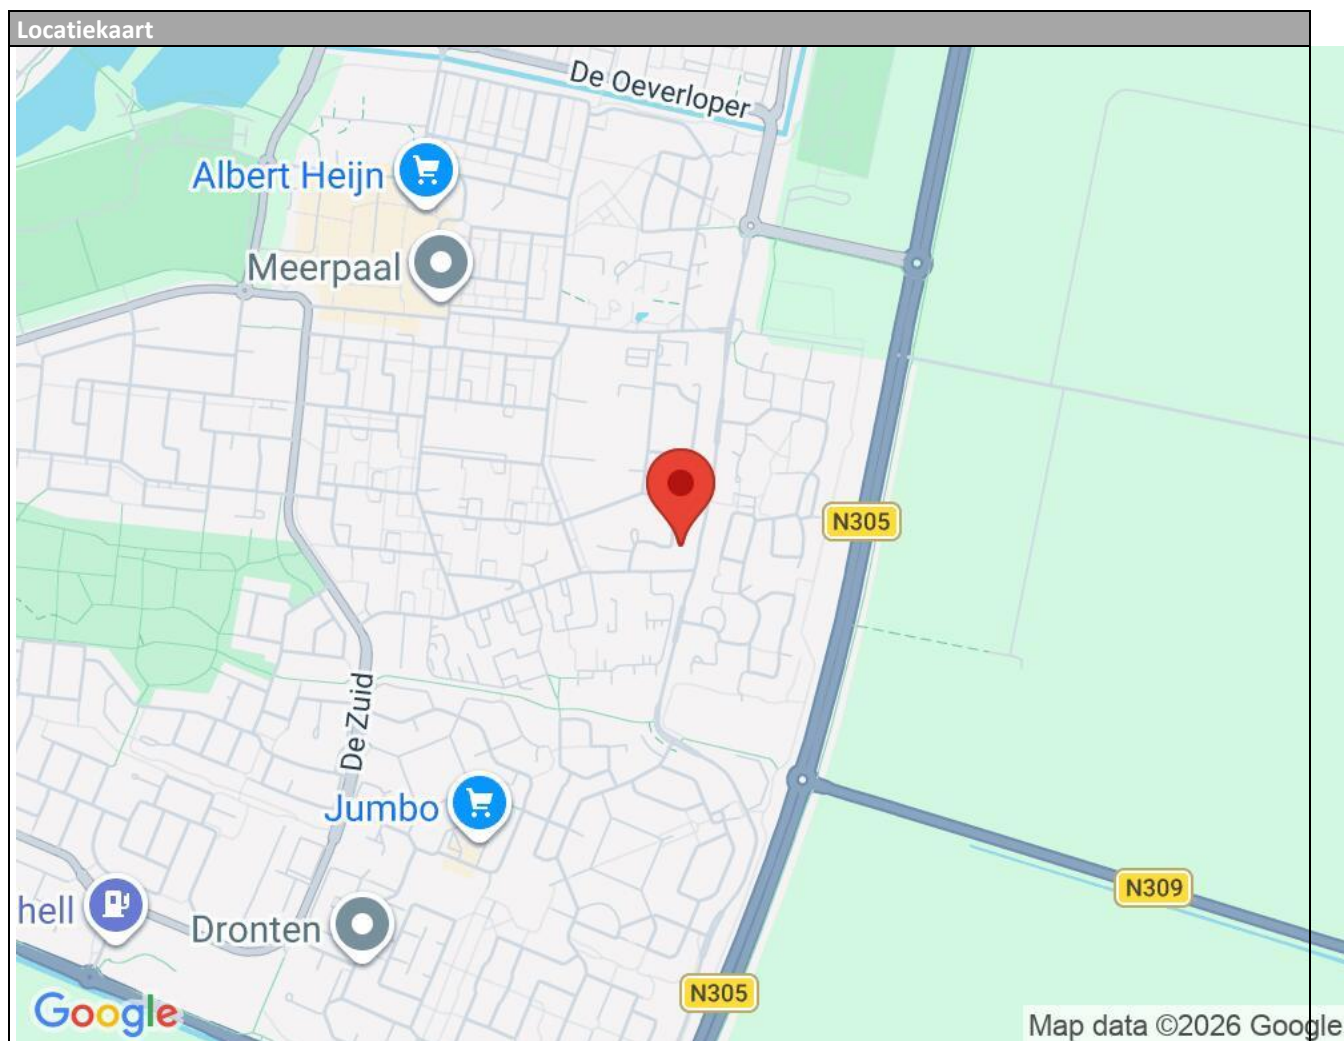 Locatiekaart
De Oeverloper
Albert Heijn
Meerpaal
N305
De Zuid
Jumbo
N309
hell
Dronten
N305
Google
Map data ©2026 Google